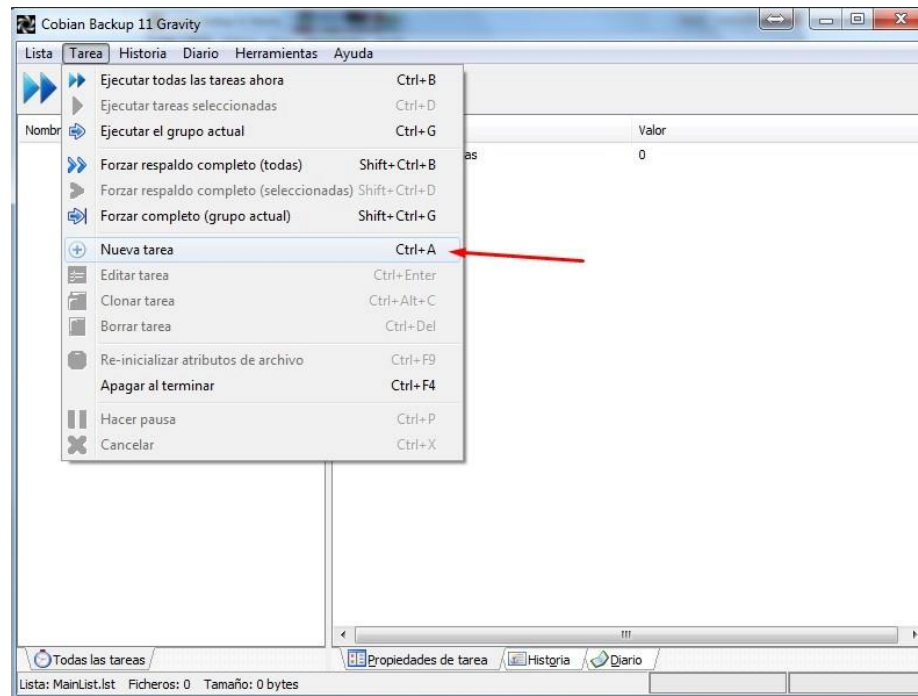 Cobian Backup 11 Gravity
Lista Tarea Historia Diario Herramientas Ayuda
Ejecutar todas las tareas ahora Ctrl+B
Ejecutar tareas seleccionadas Ctrl+D
Nombr Ejecutar el grupo actual Ctrl+G Valor
as 0
Forzar respaldo completo (todas) Shift+Ctrl+B
Forzar respaldo completo (seleccionadas) Shift+Ctrl+D
Forzar completo (grupo actual) Shift+Ctrl+G
Nueva tarea Ctrl+A
Editar tarea Ctrl+Enter
Clonar tarea Ctrl+Alt+C
Borrar tarea Ctrl+Del
Re-inicializar atributos de archivo Ctrl+F9
Apagar al terminar Ctrl+F4
Hacer pausa Ctrl+P
Cancelar Ctrl+X
Todas las tareas Propiedades de tarea Historia Diario
Lista: MainList.lst Ficheros: 0 Tamaño: 0 bytes